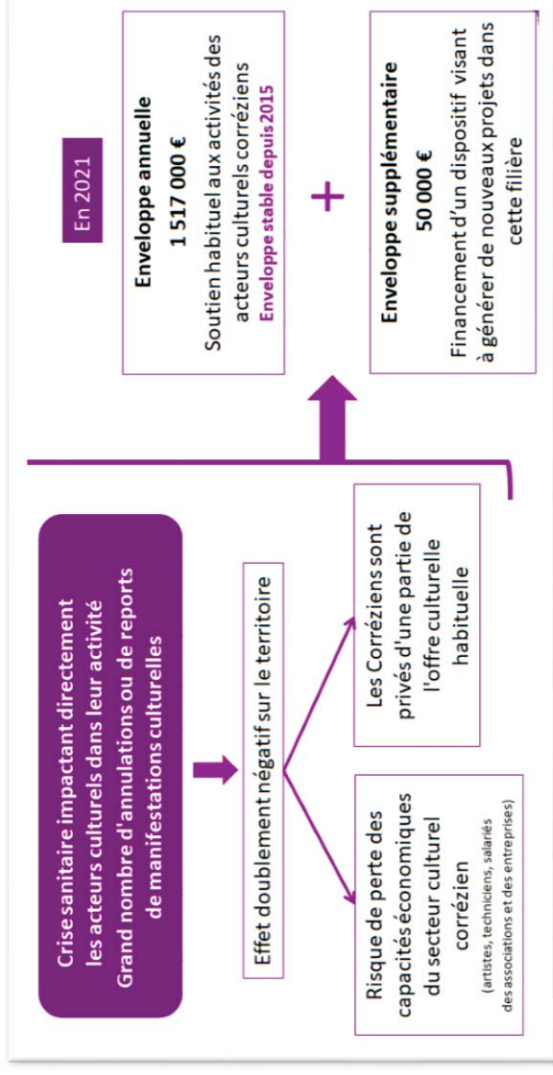 Crise sanitaire impactant directement
les acteurs culturels dans leur activité
Grand nombre d'annulations ou de reports
de manifestations culturelles
Effet doublement négatif sur le territoire
Risque de perte des
capacités économiques
du secteur culturel
corrézien
(artistes, techniciens, salariés
des associations et des entreprises)
Les Corréziens sont
privés d'une partie de
l'offre culturelle
habituelle
En 2021
Enveloppe annuelle
1 517 000 €
Soutien habituel aux activités des
acteurs culturels corréziens
Enveloppe stable depuis 2015
+
Enveloppe supplémentaire
50 000 €
Financement d'un dispositif visant
à générer de nouveaux projets dans
cette filière